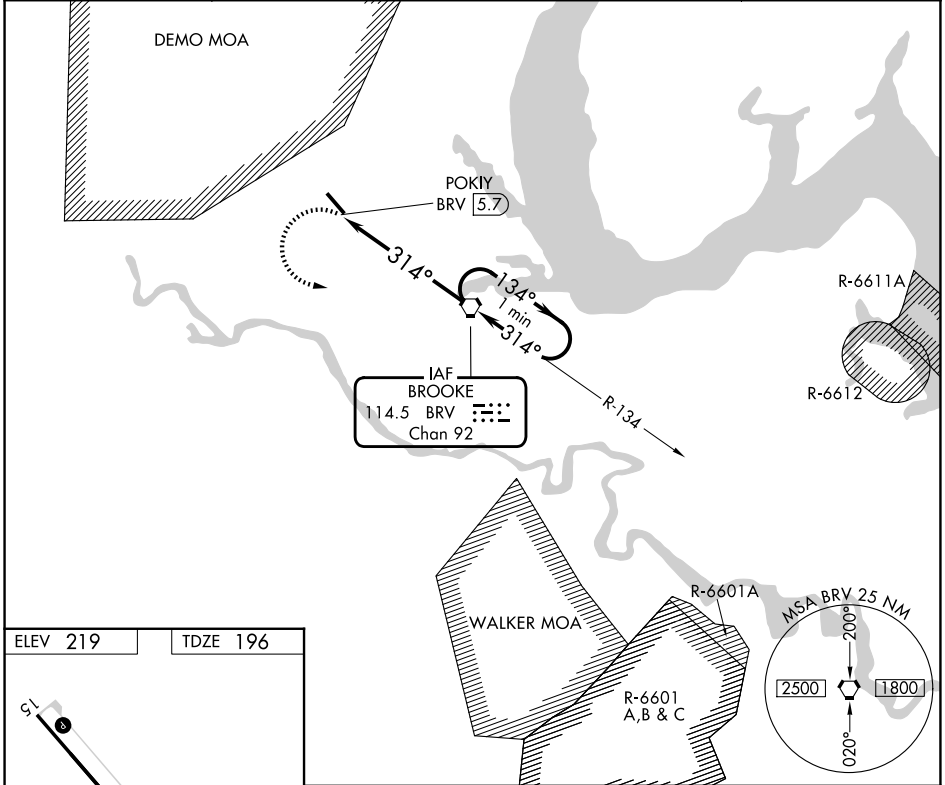 DEMO MOA
POKIY
BRV 5.7
314°
134°
1 min
314°
R-6611A
R-6612
IAF
BROOKE
114.5 BRV
Chan 92
R-134
R-6601A
WALKER MOA
R-6601
A,B & C
MSA BRV 25 NM
200°
2500
1800
020°
ELEV 219
TDZE 196
15
P